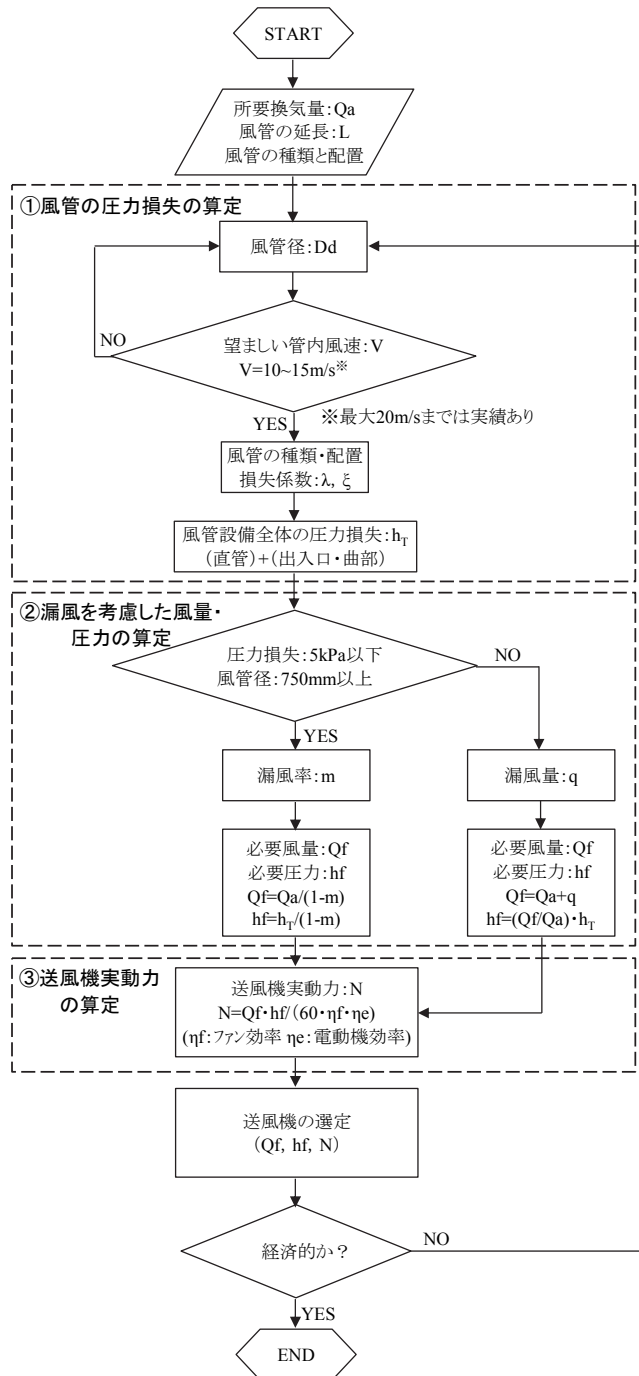 START
所要換気量:Qa
風管の延長:L
風管の種類と配置
①風管の圧力損失の算定
風管径:Dd
NO
望ましい管内風速:V
V=10~15m/s※
YES
※最大20m/sまでは実績あり
風管の種類・配置
損失係数:λ, ξ
風管設備全体の圧力損失:hT
(直管)+(出入口・曲部)
②漏風を考慮した風量・
圧力の算定
圧力損失:5kPa以下
風管径:750mm以上
NO
YES
漏風率:m
漏風量:q
必要風量:Qf
必要圧力:hf
Qf=Qa/(1-m)
hf=hT/(1-m)
必要風量:Qf
必要圧力:hf
Qf=Qa+q
hf=(Qf/Qa)・hT
③送風機実動力
の算定
送風機実動力:N
N=Qf・hf/(60・ηf・ηe)
(ηf:ファン効率 ηe:電動機効率)
送風機の選定
(Qf, hf, N)
経済的か?
NO
YES
END